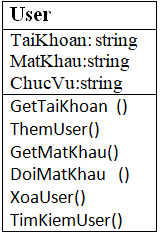 User
TaiKhoan: string
MatKhau:string
ChucVu:string
GetTaiKhoan ()
ThemUser()
GetMatKhau()
DoiMatKhau ()
XoaUser()
TimKiemUser()